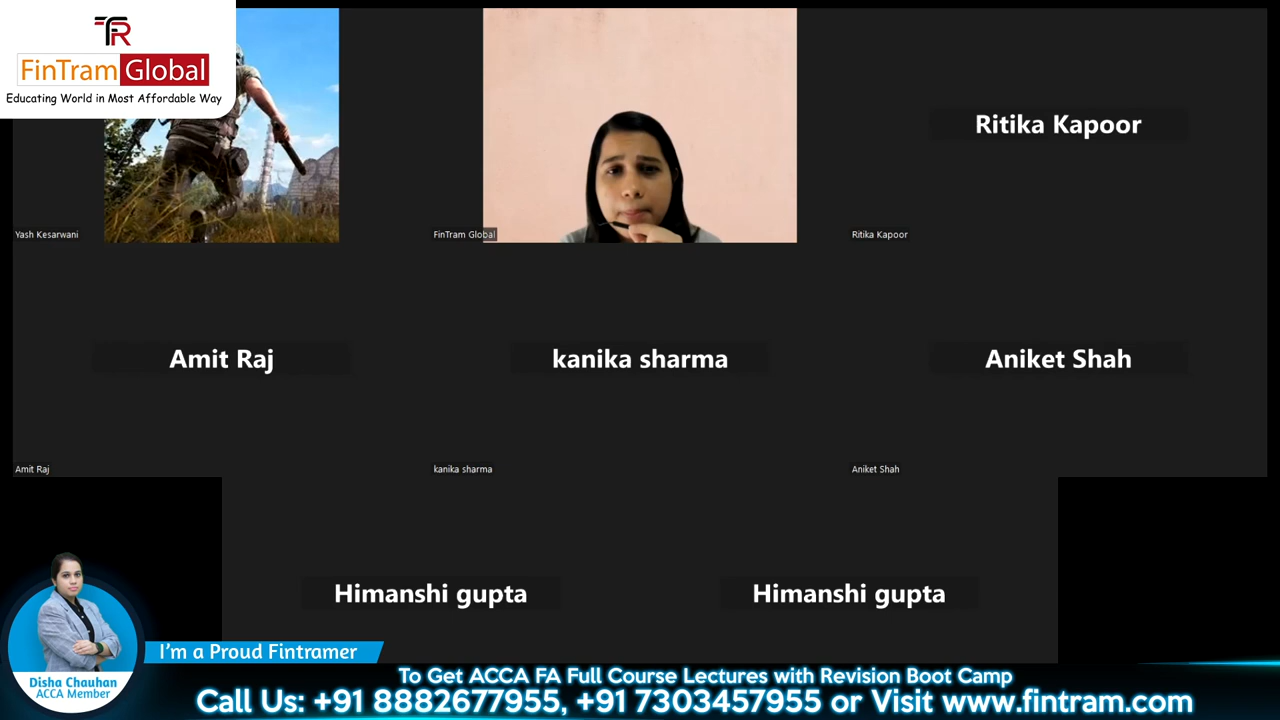 TR
FinTram Global
Educating World in Most Affordable Way
Ritika Kapoor
Yash Kesarwani
FinTram Global
Ritika Kapoor
Amit Raj
kanika sharma
Aniket Shah
Amit Raj
kanika sharma
Aniket Shah
Himanshi gupta
Himanshi gupta
I'm a Proud Fintramer
Disha Chauhan
ACCA Member
To Get ACCA FA Full Course Lectures with Revision Boot Camp
Call Us: +91 8882677955, +91 7303457955 or Visit www.fintram.com